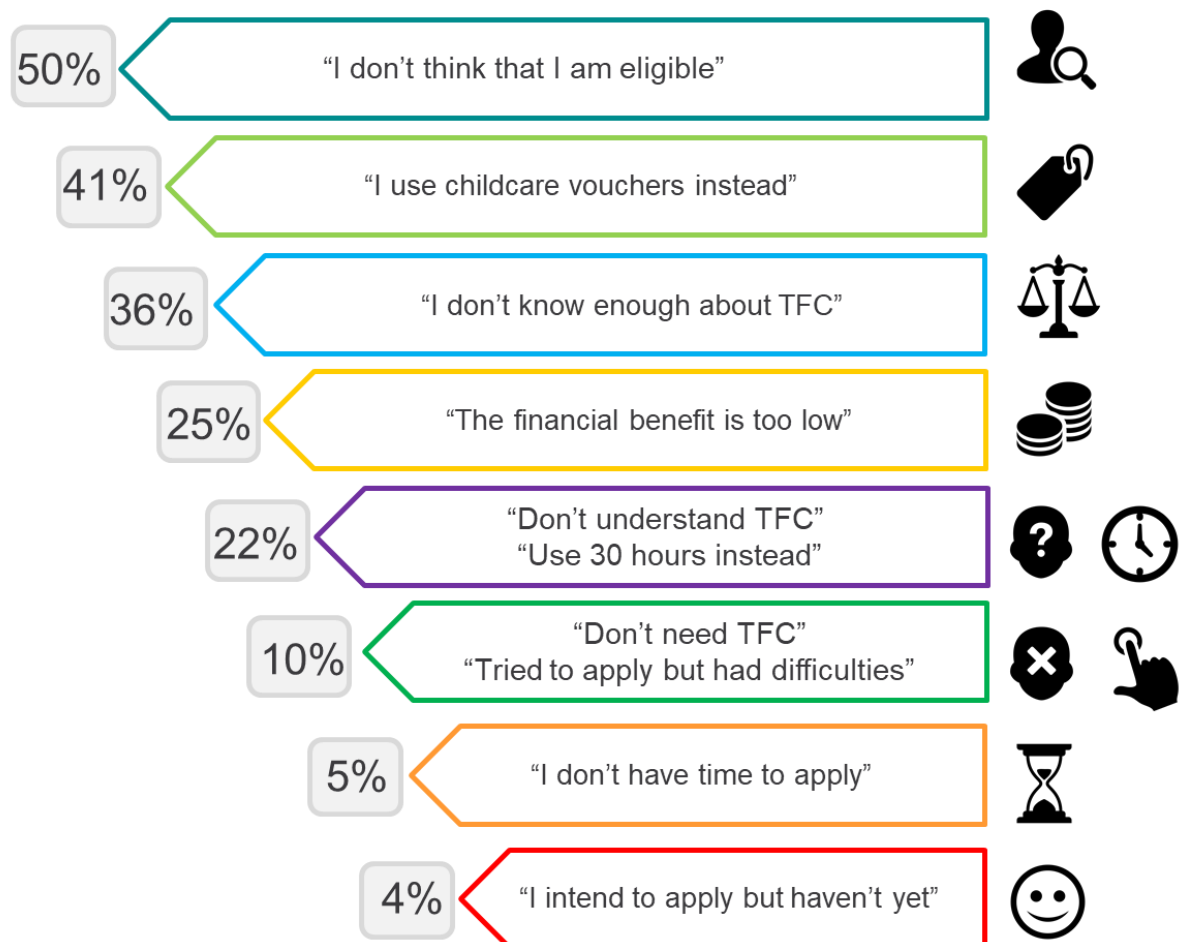 50%
“I don’t think that I am eligible”
41%
“I use childcare vouchers instead”
36%
“I don’t know enough about TFC”
25%
“The financial benefit is too low”
22%
“Don’t understand TFC”
“Use 30 hours instead”
?
10%
“Don’t need TFC”
“Tried to apply but had difficulties”
5%
“I don’t have time to apply”
4%
“I intend to apply but haven’t yet”